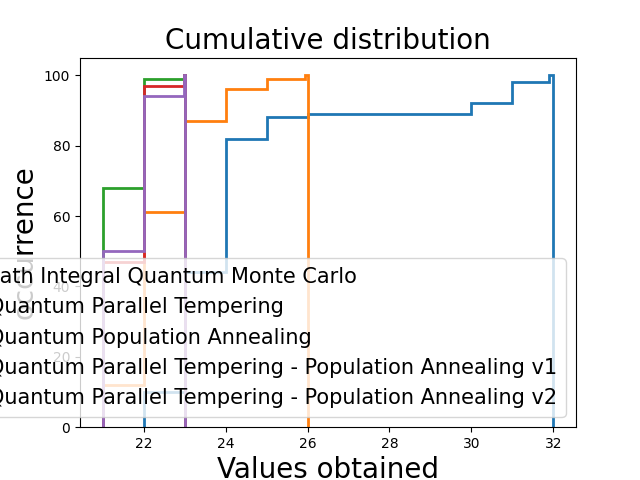 Cumulative distribution
100
80
60
40
20
0
occurrence
ath Integral Quantum Monte Carlo
Quantum Parallel Tempering
Quantum Population Annealing
Quantum Parallel Tempering - Population Annealing v1
Quantum Parallel Tempering - Population Annealing v2
22
24
26
28
30
32
Values obtained